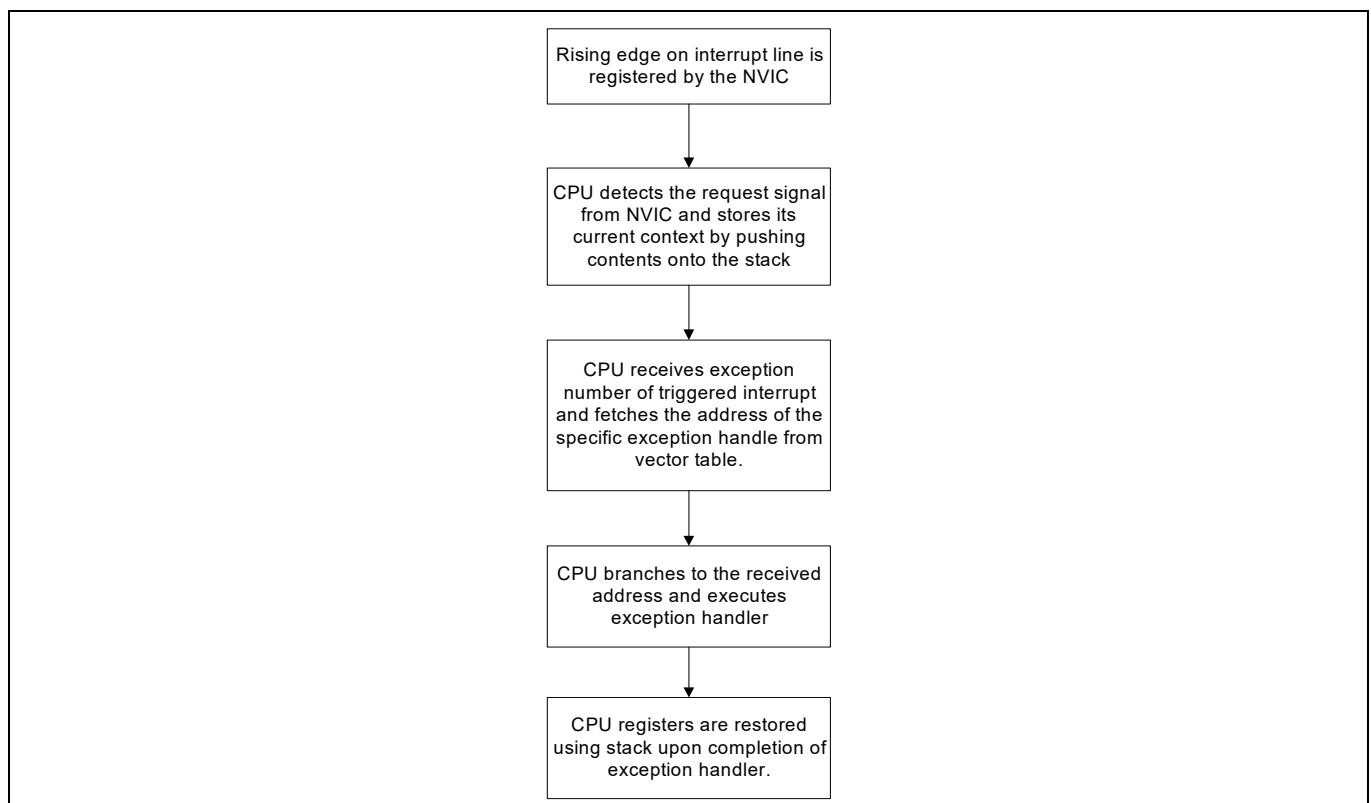 Rising edge on interrupt line is
registered by the NVIC
CPU detects the request signal
from NVIC and stores its
current context by pushing
contents onto the stack
CPU receives exception
number of triggered interrupt
and fetches the address of the
specific exception handle from
vector table.
CPU branches to the received
address and executes
exception handler
CPU registers are restored
using stack upon completion of
exception handler.